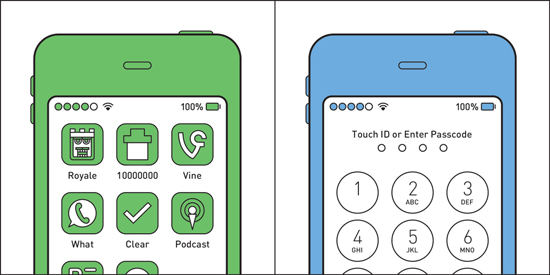 100%
Royale 10000000 Vine
What Clear Podcast
100%
Touch ID or Enter Passcode
1 2 3
ABC DEF
4 5 6
GHI JKL MNO